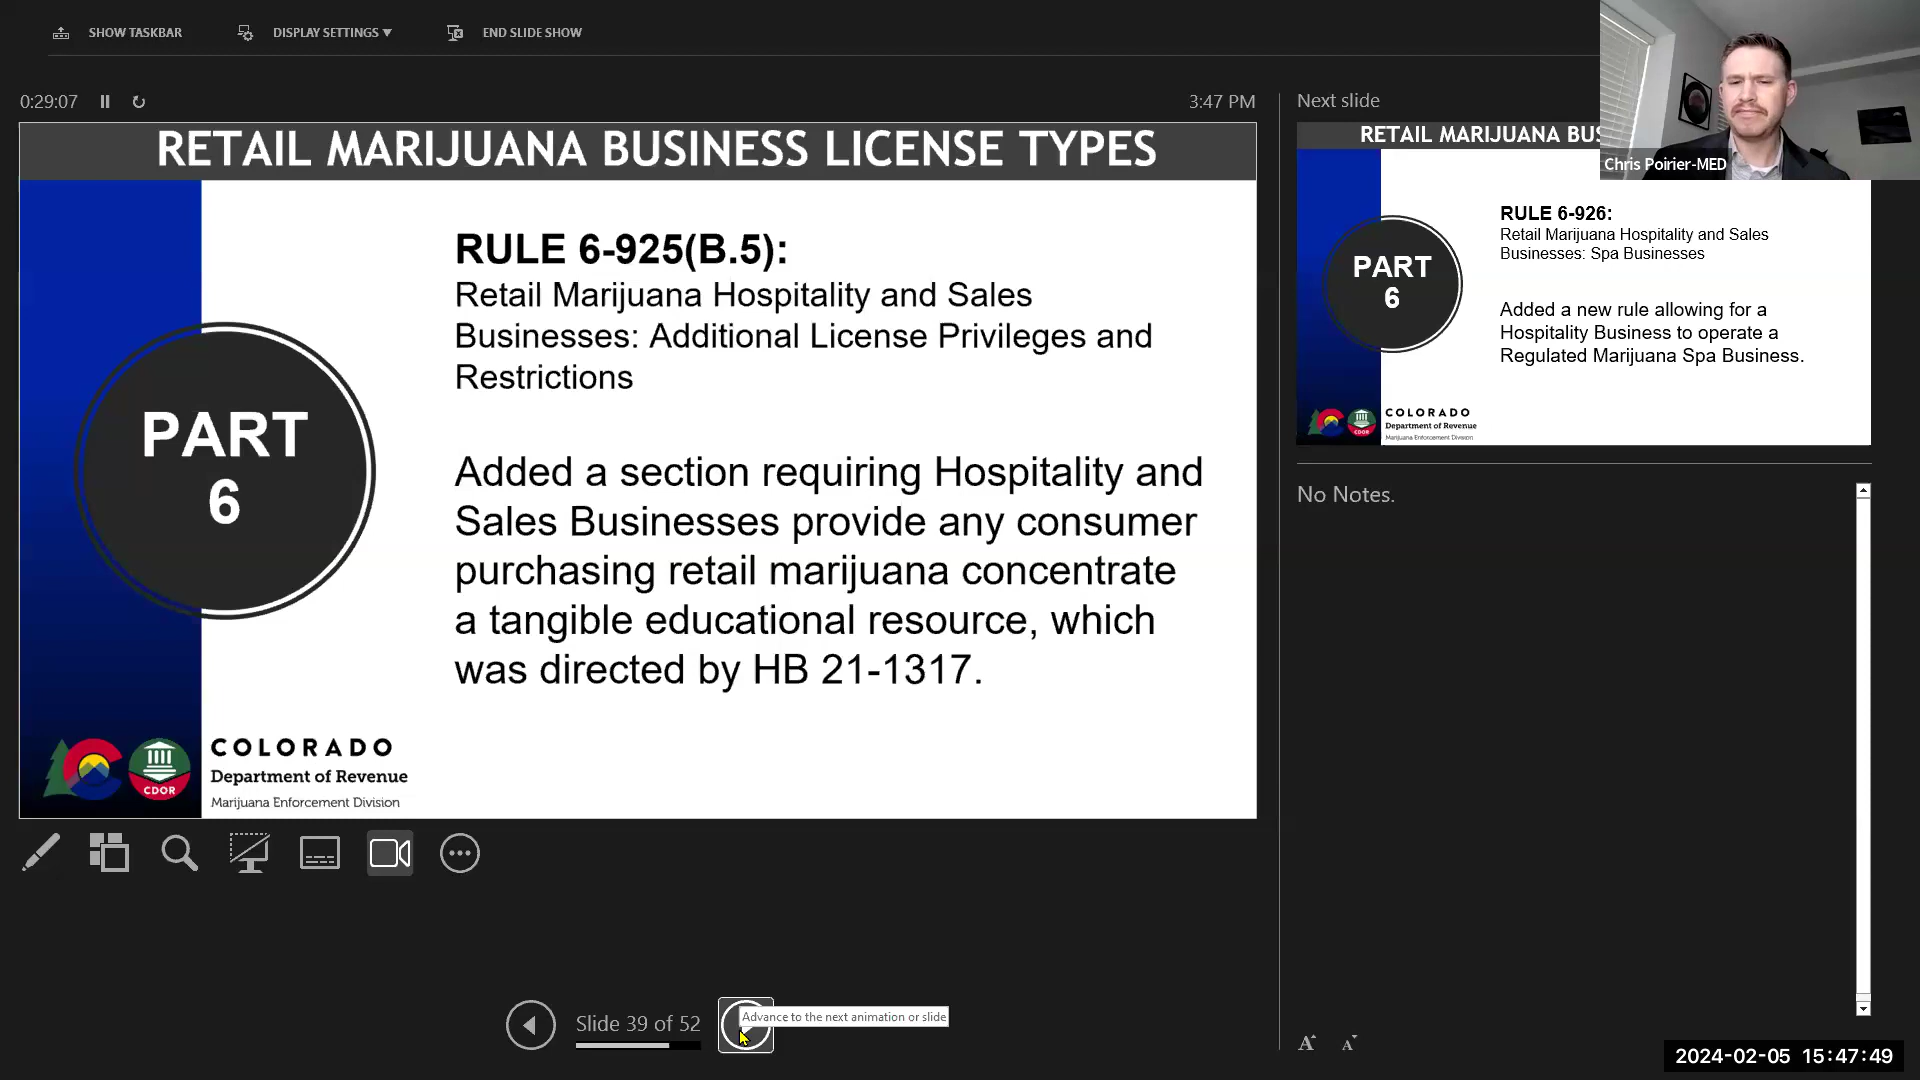 SHOW TASKBAR
DISPLAY SETTINGS ▼
END SLIDE SHOW
0:29:07
3:47 PM
RETAIL MARIJUANA BUSINESS LICENSE TYPES
PART
6
RULE 6-925(B.5):
Retail Marijuana Hospitality and Sales
Businesses: Additional License Privileges and
Restrictions
Added a section requiring Hospitality and
Sales Businesses provide any consumer
purchasing retail marijuana concentrate
a tangible educational resource, which
was directed by HB 21-1317.
CDOR
COLORADO
Department of Revenue
Marijuana Enforcement Division
Slide 39 of 52
Advance to the next animation or slide
Next slide
RETAIL MARIJUANA BUS
Chris Poirier-MED
PART
6
RULE 6-926:
Retail Marijuana Hospitality and Sales
Businesses: Spa Businesses
Added a new rule allowing for a
Hospitality Business to operate a
Regulated Marijuana Spa Business.
CDOR
COLORADO
Department of Revenue
Marijuana Enforcement Division
No Notes.
A A
2024-02-05 15:47:49